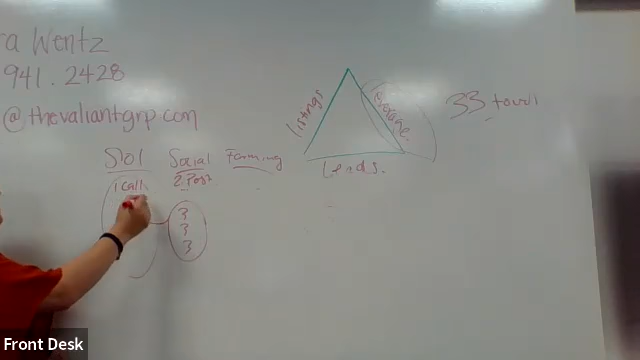 ra Wentz
941.2428
@thevaliantgrp.com
SOI Social Farming
1 call 2 Post
3
3
3
listings
Leads.
33 touch
Front Desk